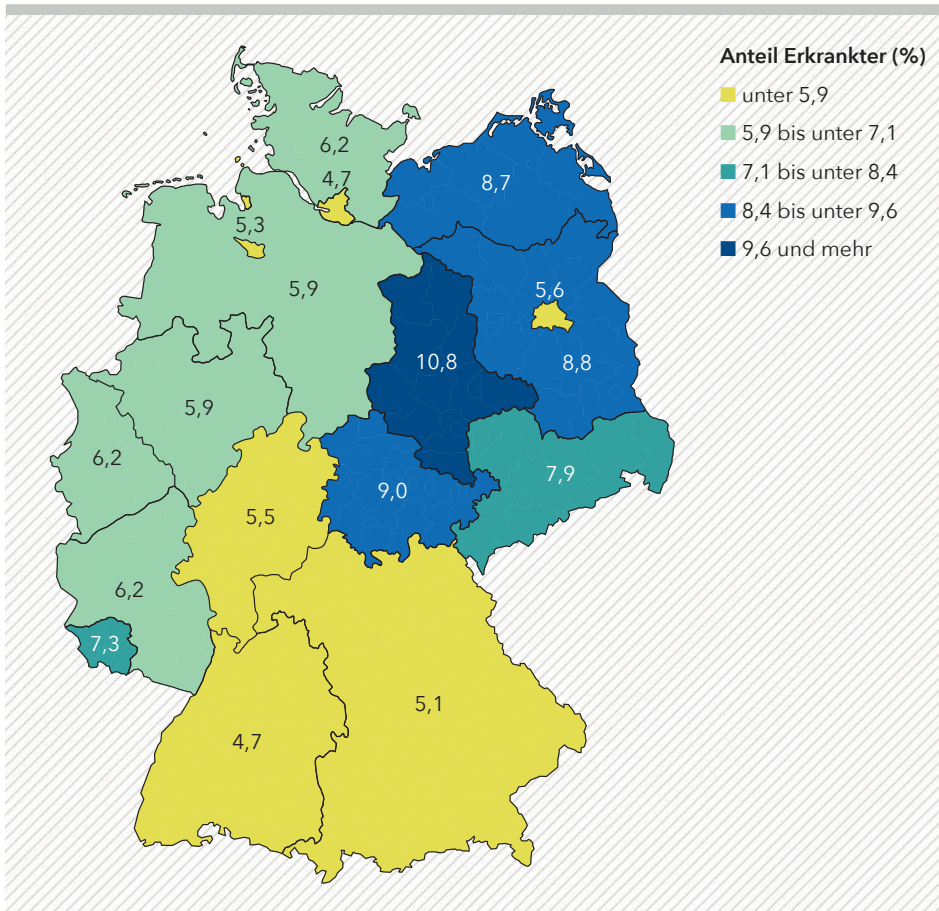 Anteil Erkrankter (%)
unter 5,9
5,9 bis unter 7,1
7,1 bis unter 8,4
8,4 bis unter 9,6
9,6 und mehr
6,2
4,7
8,7
5,3
5,9
5,6
10,8
8,8
5,9
6,2
7,9
9,0
5,5
6,2
7,3
5,1
4,7